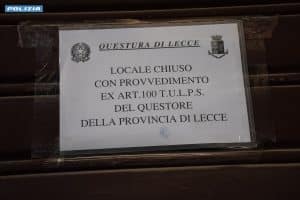 POLIZIA
QUESTURA DI LECCE
LOCALE CHIUSO
CON PROVVEDIMENTO
EX ART.100 T.U.L.P.S.
DEL QUESTORE
DELLA PROVINCIA DI LECCE